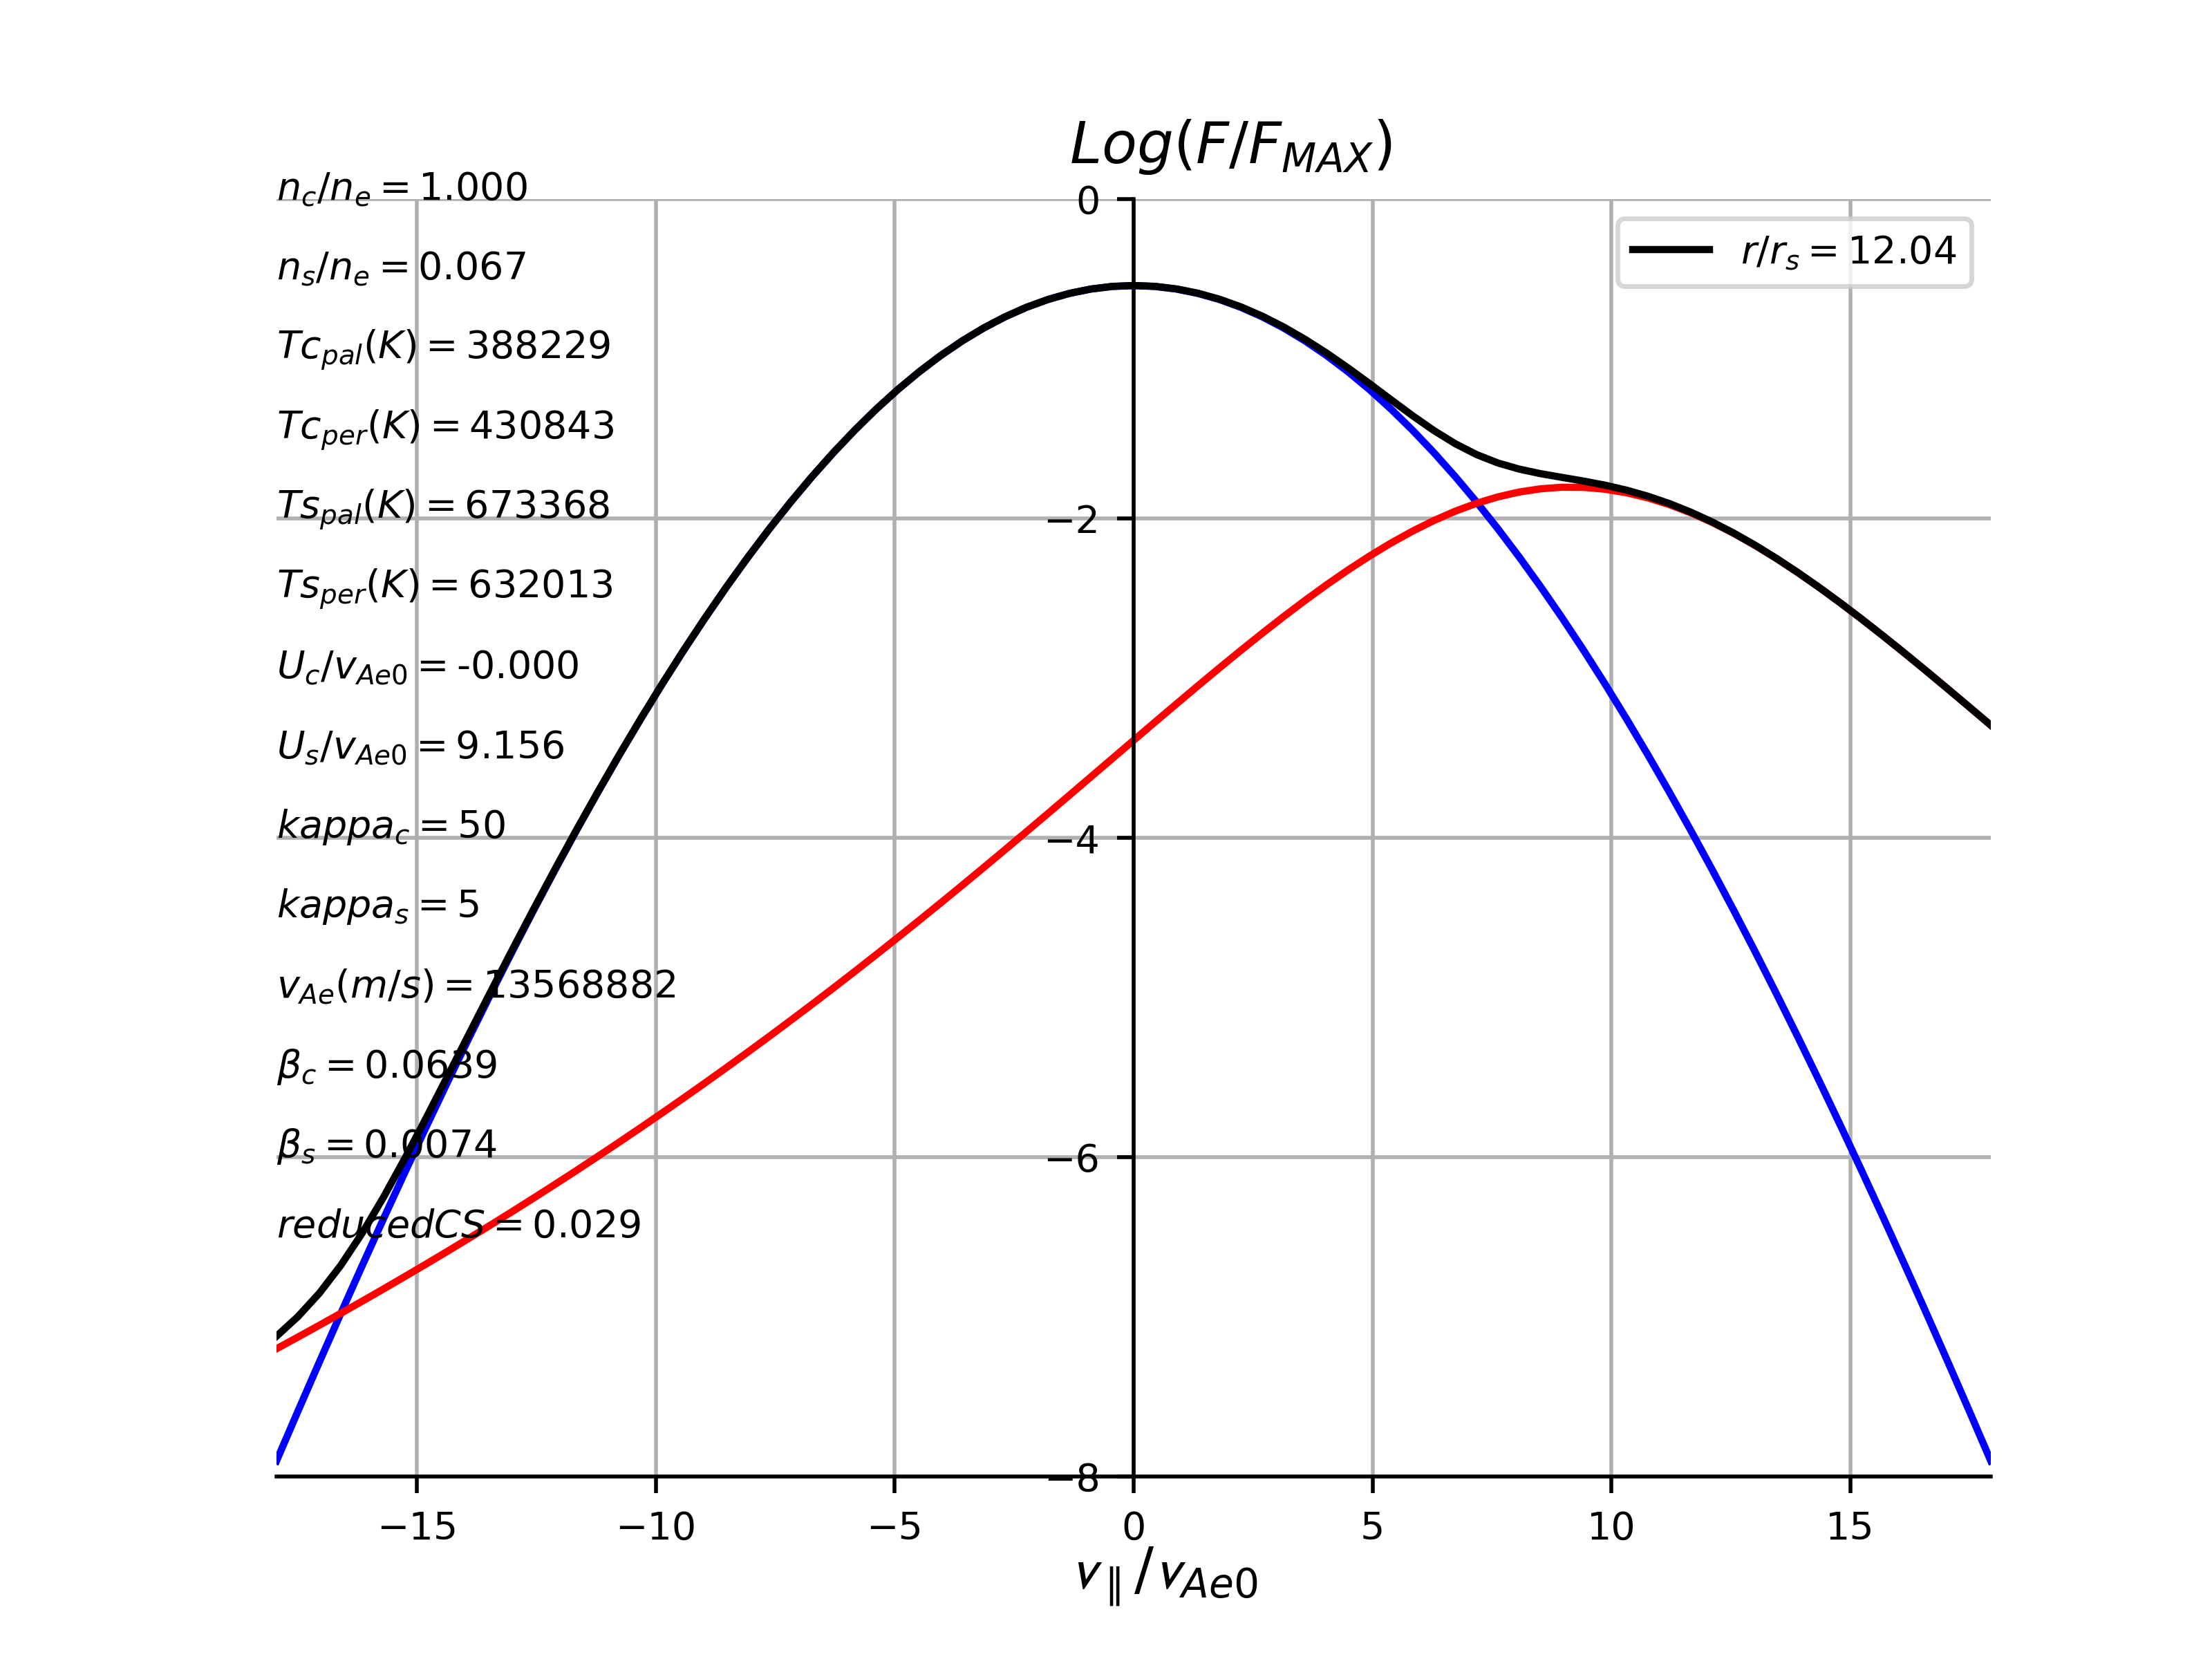 Log(F/F_MAX)
n_c/n_e = 1.000
0
r/r_s = 12.04
n_s/n_e = 0.067
Tc_pal(K) = 388229
Tc_per(K) = 430843
Ts_pal(K) = 673368
−2
Ts_per(K) = 632013
U_c/v_Ae0 = -0.000
U_s/v_Ae0 = 9.156
kappa_c = 50
−4
kappa_s = 5
v_Ae(m/s) = 13568882
β_c = 0.0639
β_s = 0.0074
−6
reducedCS = 0.029
−8
−15 −10 −5 0 5 10 15
v_∥/v_Ae0